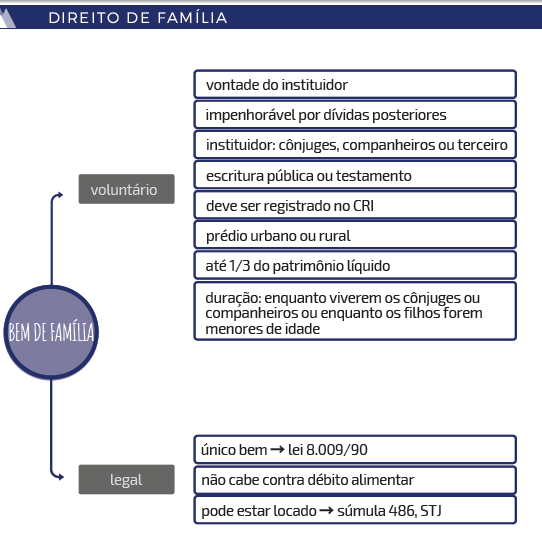 DIREITO DE FAMÍLIA
vontade do instituidor
impenhorável por dívidas posteriores
instituidor: cônjuges, companheiros ou terceiro
escritura pública ou testamento
voluntário
deve ser registrado no CRI
prédio urbano ou rural
até 1/3 do patrimônio líquido
duração: enquanto viverem os cônjuges ou
companheiros ou enquanto os filhos forem
menores de idade
BEM DE FAMÍLIA
único bem → lei 8.009/90
não cabe contra débito alimentar
legal
pode estar locado → súmula 486, STJ